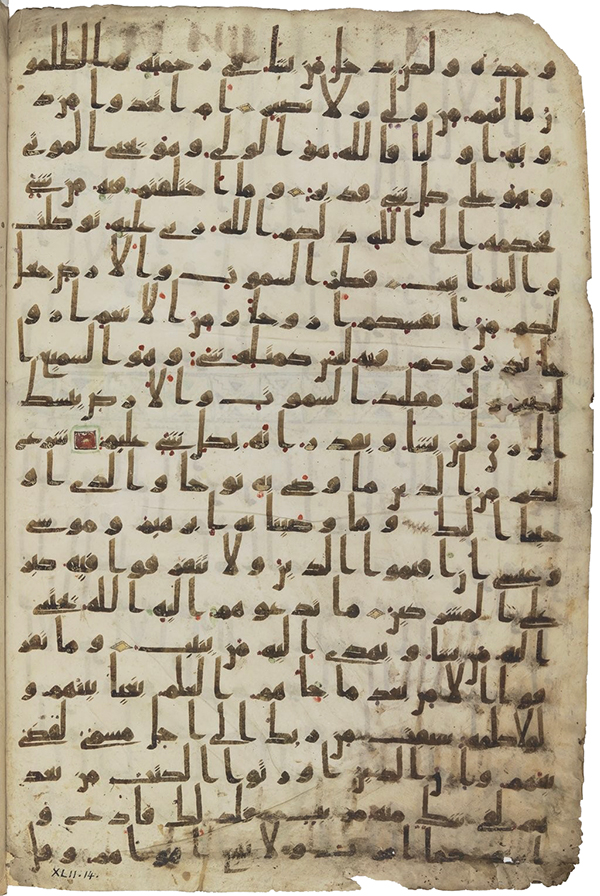 وحدة ولكن يدخل من يشا في رحمته والظلمو
ن ما لهم من ولي ولا نصير ام اتخذوا من د
ونه اوليا فالله هو الولي وهو يحي الموتى
وهو على كل شي قدير وما اختلفتم فيه من شي
فحكمه الى الله ذلكم الله ربي عليه توكلت
واليه انيب فطر السموت والارض جعل
لكم من انفسكم ازوجا ومن الانعم ازو
جا يذروكم فيه ليس كمثله شي وهو السميع ا
لبصير له مقليد السموت والارض يبسط
الرزق لمن يشا ويقدر انه بكل شي عليم شرع
لكم من الدين ما وصى به نوحا والذي او
حينا اليك وما وصينا به ابرهيم وموسى
وعيسى ان اقيموا الدين ولا تتفرقوا فيه كبر
على المشركين ما تدعوهم اليه الله يجتبي
اليه من يشا ويهدي اليه من ينيب وما تفر
قوا الا من بعد ما جاهم العلم بغيا بينهم و
لولا كلمة سبقت من ربك الى اجل مسمى لقضي
بينهم وان الذين اورثوا الكتب من بعد
هم لفي شك منه مريب فلذلك فادع و
استقم كما امرت ولا تتبع اهواهم وقل
XLII.14.